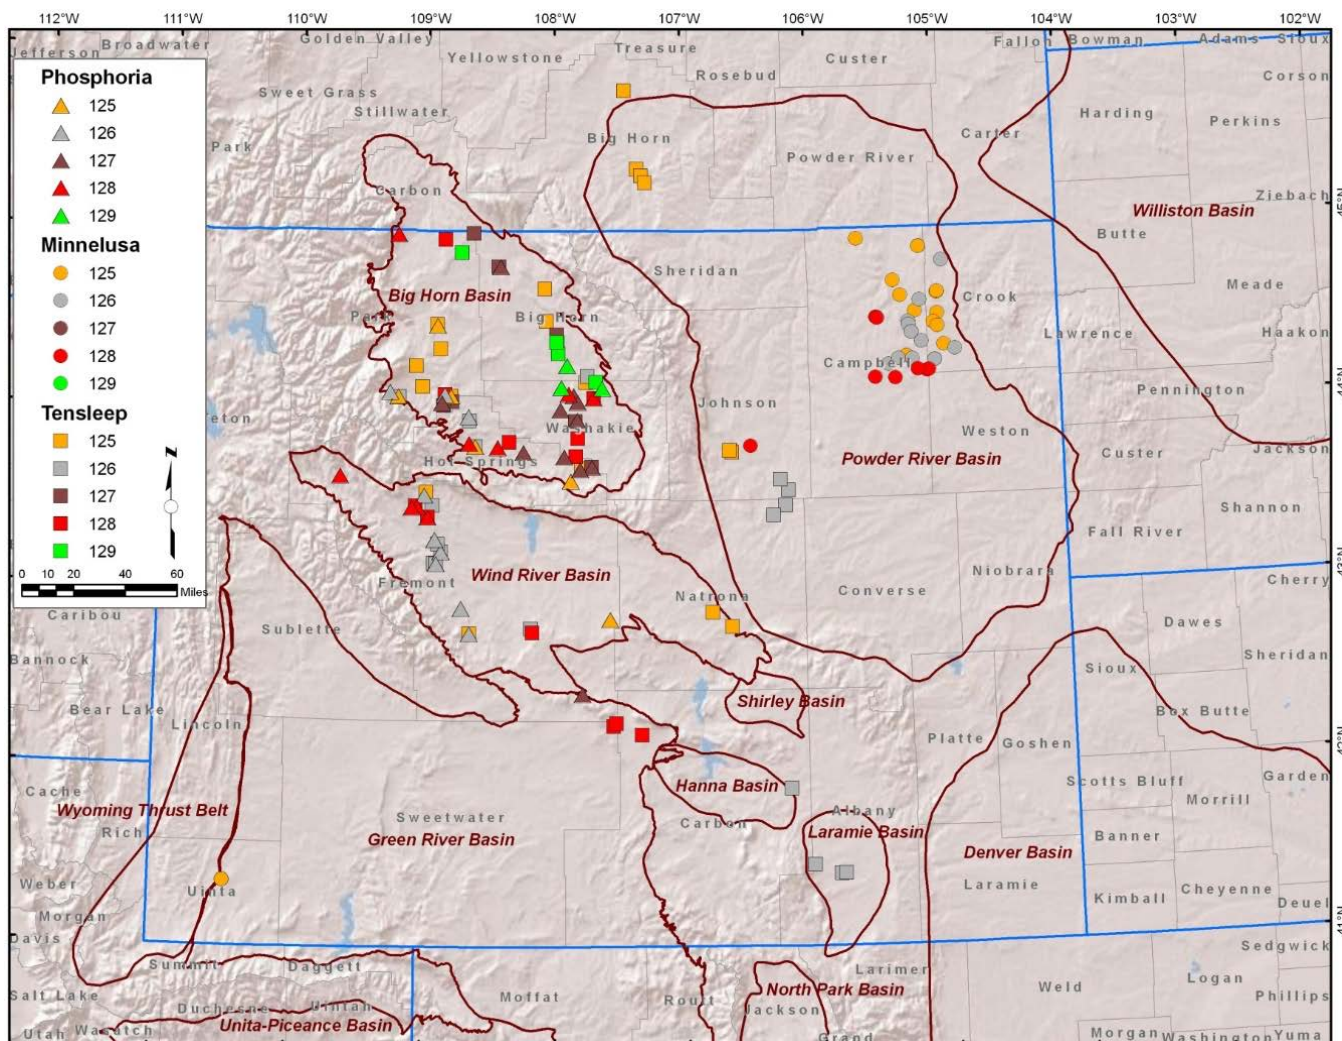 112°W 111°W 110°W 109°W 108°W 107°W 106°W 105°W 104°W 103°W 102°W
Jefferson Broadwater Golden Valley Treasure Fallon Bowman Adams Sioux
Yellowstone Rosebud Custer Corson
Phosphoria
125
126
127
128
129
Minnelusa
125
126
127
128
129
Tensleep
125
126
127
128
129
0 10 20 40 60
Miles
Z
Sweet Grass
Stillwater Harding Perkins
Park Big Horn Powder River Carter
Carbon Ziebach
45°N
Williston Basin
Butte
Sheridan
Big Horn Basin Crook Meade
Park Big Horn
Lawrence Haakon
Campbell
44°N
Johnson Pennington
eton
Washakie Weston
Hot Springs Powder River Basin Custer Jackson
Shannon
Fall River
43°N
Wind River Basin Niobrara Cherry
Fremont Natrona Converse
Caribou Sublette Dawes
Bannock Sioux Sheridan
Shirley Basin
Bear Lake Lincoln Box Butte
Platte Goshen
42°N
Cache Hanna Basin Scotts Bluff Garden
Wyoming Thrust Belt Sweetwater Carbon Albany Morrill
Rich Green River Basin Laramie Basin Banner
Denver Basin
Weber Uinta Laramie Cheyenne
Kimball Deuel
Morgan
41°N
Davis Sedgwick
Summit Daggett Larimer Logan
Salt Lake Moffat Routt North Park Basin Weld Phillips
Duchesne Uintah Jackson
Utah Wasatch Unita-Piceance Basin Grand Morgan Washington Yuma